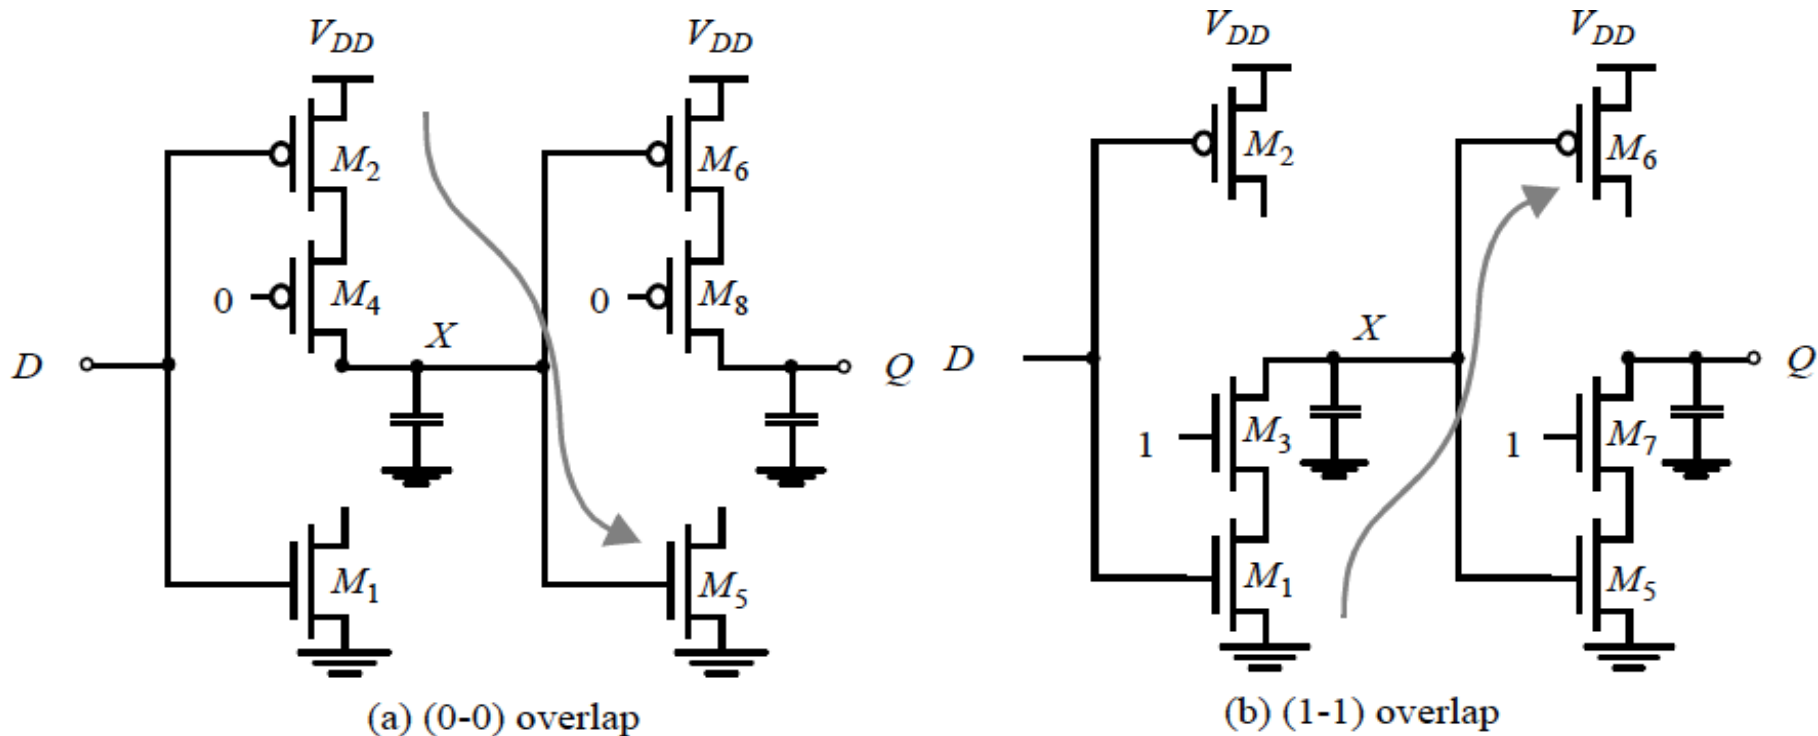 V_DD V_DD
M_2 M_6
0 M_4 0 M_8
D X Q
M_1 M_5
(a) (0-0) overlap
V_DD V_DD
M_2 M_6
D X Q
1 M_3 1 M_7
M_1 M_5
(b) (1-1) overlap